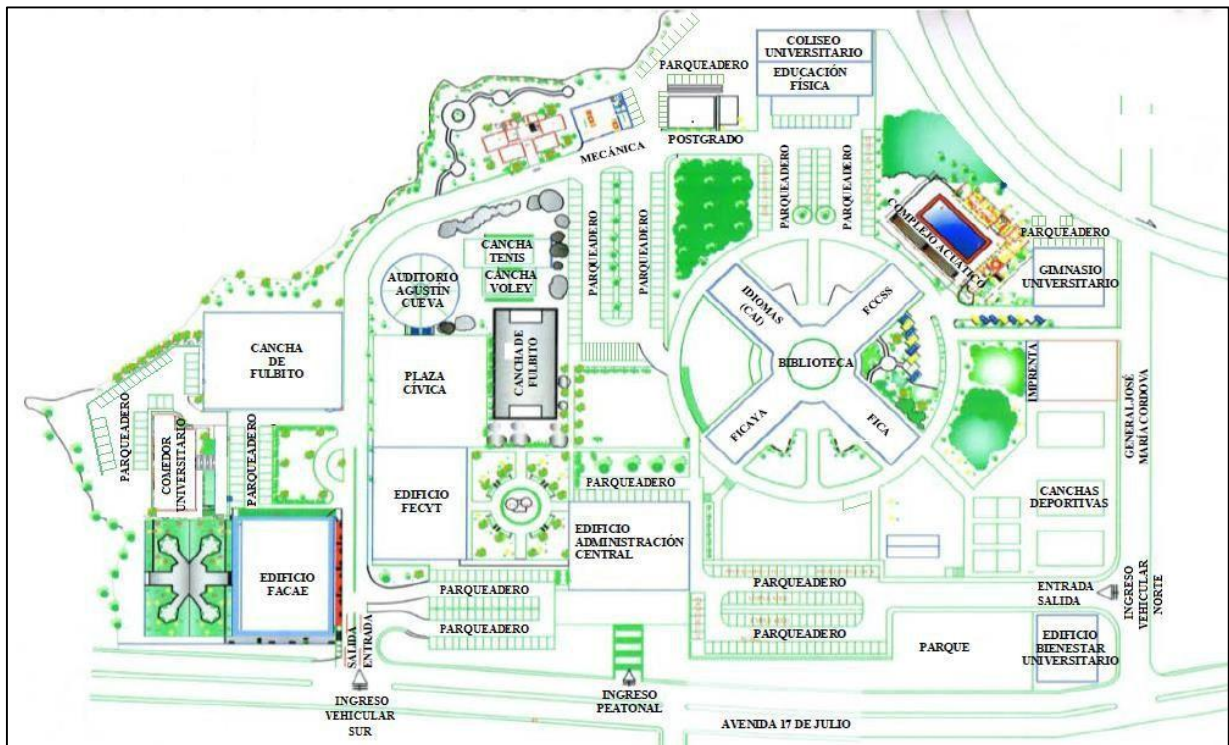 COLISEO
UNIVERSITARIO
EDUCACIÓN
FÍSICA
PARQUEADERO
POSTGRADO
MECÁNICA
PARQUEADERO
PARQUEADERO
COMPLEJO ACUÁTICO
PARQUEADERO
GIMNASIO
UNIVERSITARIO
CANCHA
TENIS
CANCHA
VOLEY
PARQUEADERO
PARQUEADERO
AUDITORIO
AGUSTÍN
CUEVA
IDIOMAS
(CAI)
FCCSS
BIBLIOTECA
FICAYA
FICA
IMPRENTA
GENERAL JOSÉ
MARÍA CORDOVA
CANCHA
DE
FULBITO
PLAZA
CÍVICA
CANCHA DE
FULBITO
PARQUEADERO
COMEDOR
UNIVERSITARIO
PARQUEADERO
EDIFICIO
FECYT
PARQUEADERO
EDIFICIO
ADMINISTRACIÓN
CENTRAL
CANCHAS
DEPORTIVAS
EDIFICIO
FACAE
PARQUEADERO
PARQUEADERO
PARQUEADERO
PARQUEADERO
ENTRADA
SALIDA
INGRESO
VEHICULAR
NORTE
SALIDA
ENTRADA
PARQUE
EDIFICIO
BIENESTAR
UNIVERSITARIO
INGRESO
VEHICULAR
SUR
INGRESO
PEATONAL
AVENIDA 17 DE JULIO